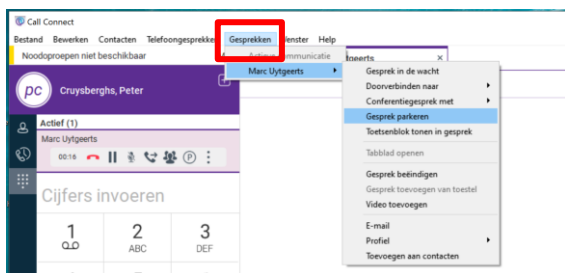 Call Connect
Bestand Bewerken Contacten Telefoongesprekken Gesprekken Venster Help
Noodoproepen niet beschikbaar
Actieve communicatie
Marc Uytgeerts
tgeerts ×
pc Cruysberghs, Peter
Actief (1)
Marc Uytgeerts
00:16 P
Cijfers invoeren
1 2 3
ABC DEF
Gesprek in de wacht
Doorverbinden naar
Conferentiegesprek met
Gesprek parkeren
Toetsenblok tonen in gesprek
Tabblad openen
Gesprek beëindigen
Gesprek toevoegen van toestel
Video toevoegen
E-mail
Profiel
Toevoegen aan contacten